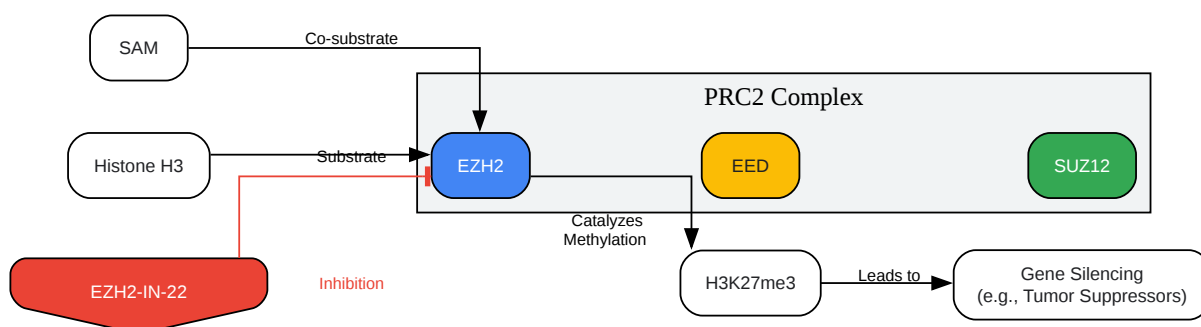 SAM
Co-substrate
PRC2 Complex
Histone H3
Substrate
EZH2
EED
SUZ12
Catalyzes
Methylation
EZH2-IN-22
Inhibition
H3K27me3
Leads to
Gene Silencing
(e.g., Tumor Suppressors)